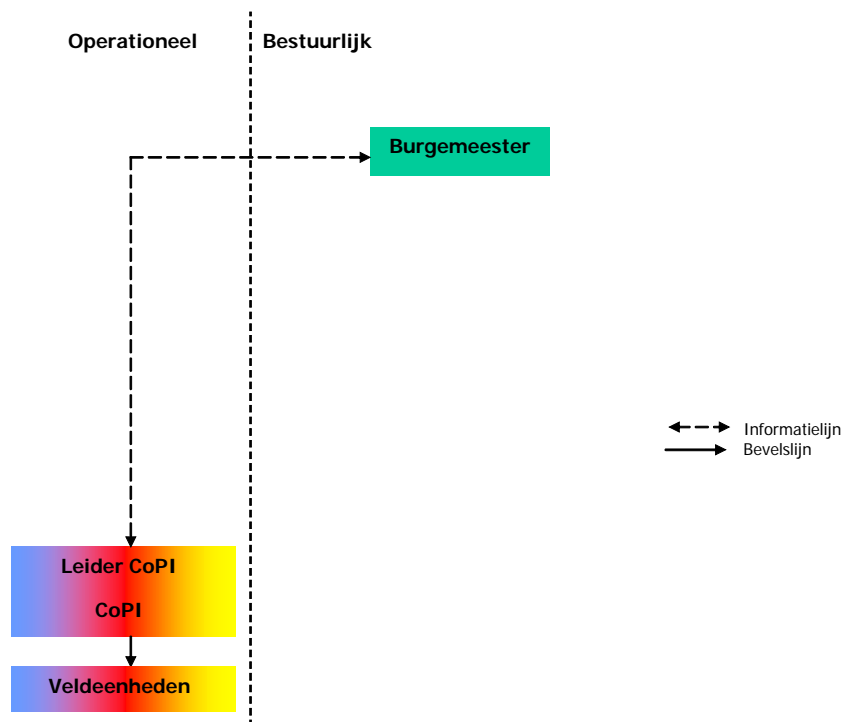 Operationeel
Bestuurlijk
Burgemeester
Informatielijn
Bevelslijn
Leider CoPI
CoPI
Veldeenheden